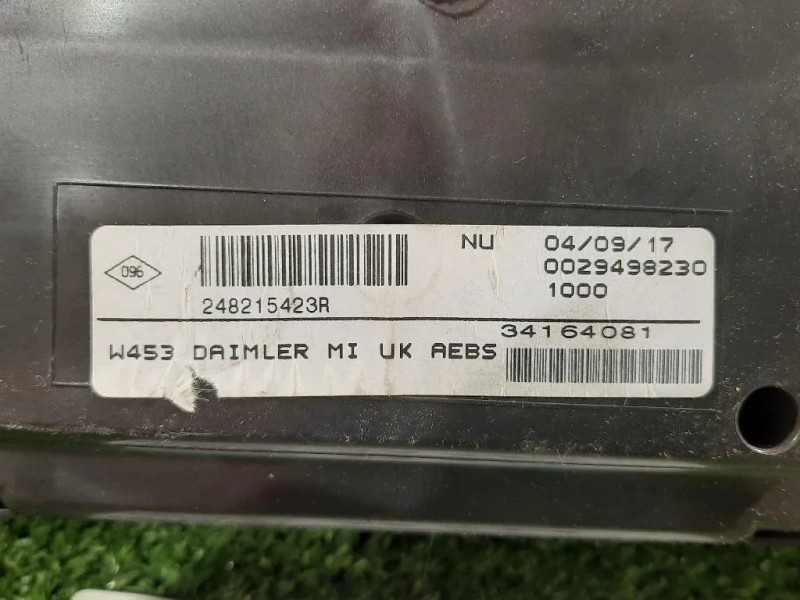 096
NU 04/09/17
0029498230
248215423R
1000
34164081
W453 DAIMLER MI UK AEBS